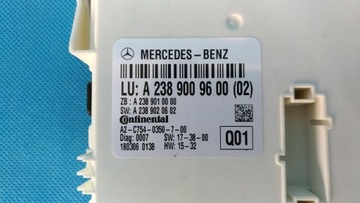 MERCEDES-BENZ
LU: A 238 900 96 00 (02)
ZB: A 238 901 00 00
SW: A 238 902 06 02
Continental
A2-C754-0350-7-00
Diag: 0007 SW: 17-38-00
180306 0138 HW: 15-32
Q01